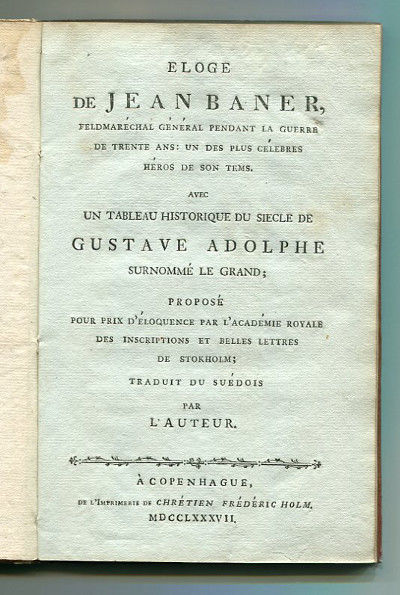 ELOGE
DE JEAN BANER,
FELDMARÉCHAL GÉNÉRAL PENDANT LA GUERRE
DE TRENTE ANS: UN DES PLUS CÉLEBRES
HÉROS DE SON TEMS.
AVEC
UN TABLEAU HISTORIQUE DU SIECLE DE
GUSTAVE ADOLPHE
SURNOMMÉ LE GRAND;
PROPOSÉ
POUR PRIX D'ÉLOQUENCE PAR L'ACADÉMIE ROYALE
DES INSCRIPTIONS ET BELLES LETTRES
DE STOKHOLM;
TRADUIT DU SUÉDOIS
PAR
L'AUTEUR.
À COPENHAGUE,
DE L'IMPRIMERIE DE CHRÉTIEN FRÉDÉRIC HOLM.
MDCCLXXXVII.